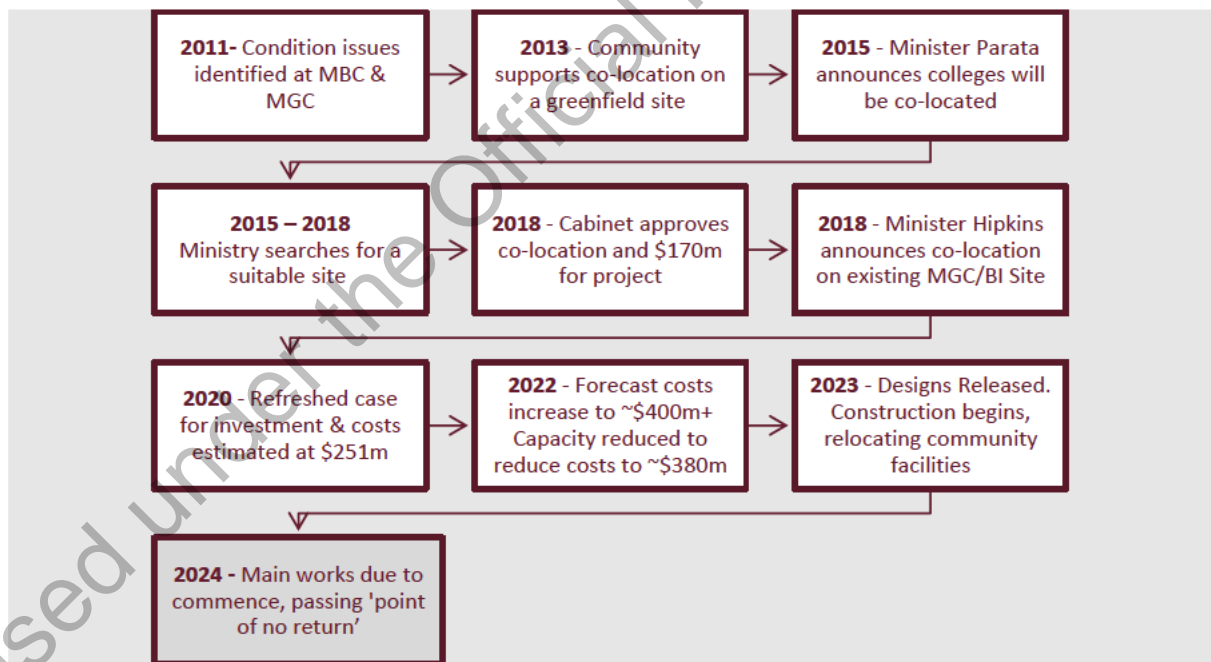 2011- Condition issues
identified at MBC &
MGC
2013 - Community
supports co-location on
a greenfield site
2015 - Minister Parata
announces colleges will
be co-located
2015 – 2018
Ministry searches for a
suitable site
2018 - Cabinet approves
co-location and $170m
for project
2018 - Minister Hipkins
announces co-location
on existing MGC/BI Site
2020 - Refreshed case
for investment & costs
estimated at $251m
2022 - Forecast costs
increase to ~$400m+
Capacity reduced to
reduce costs to ~$380m
2023 - Designs Released.
Construction begins,
relocating community
facilities
2024 - Main works due to
commence, passing 'point
of no return’
under the Official